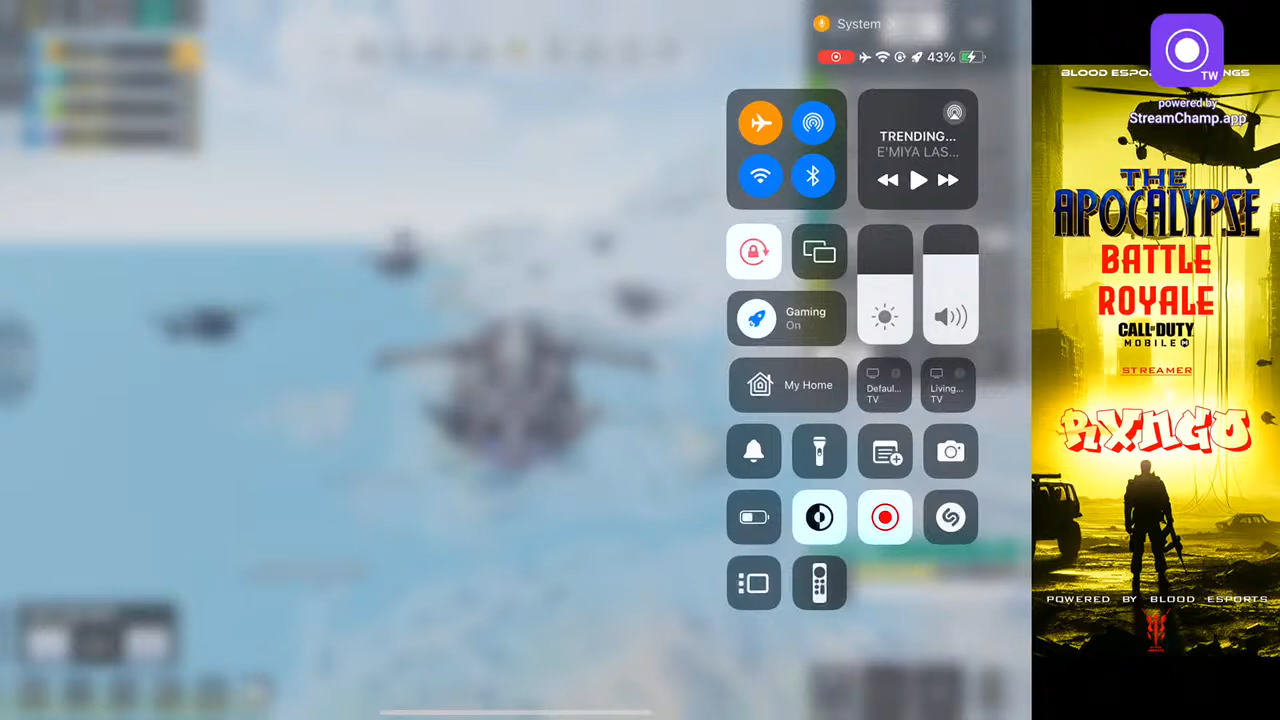 System
43%
TRENDING...
E'MIYA LAS...
Gaming
On
My Home
Defaul...
TV
Living...
TV
TW
powered by
StreamChamp.app
THE
APOCALYPSE
BATTLE
ROYALE
CALL OF DUTY
MOBILE
STREAMER
RXNGO
POWERED BY BLOOD ESPORTS